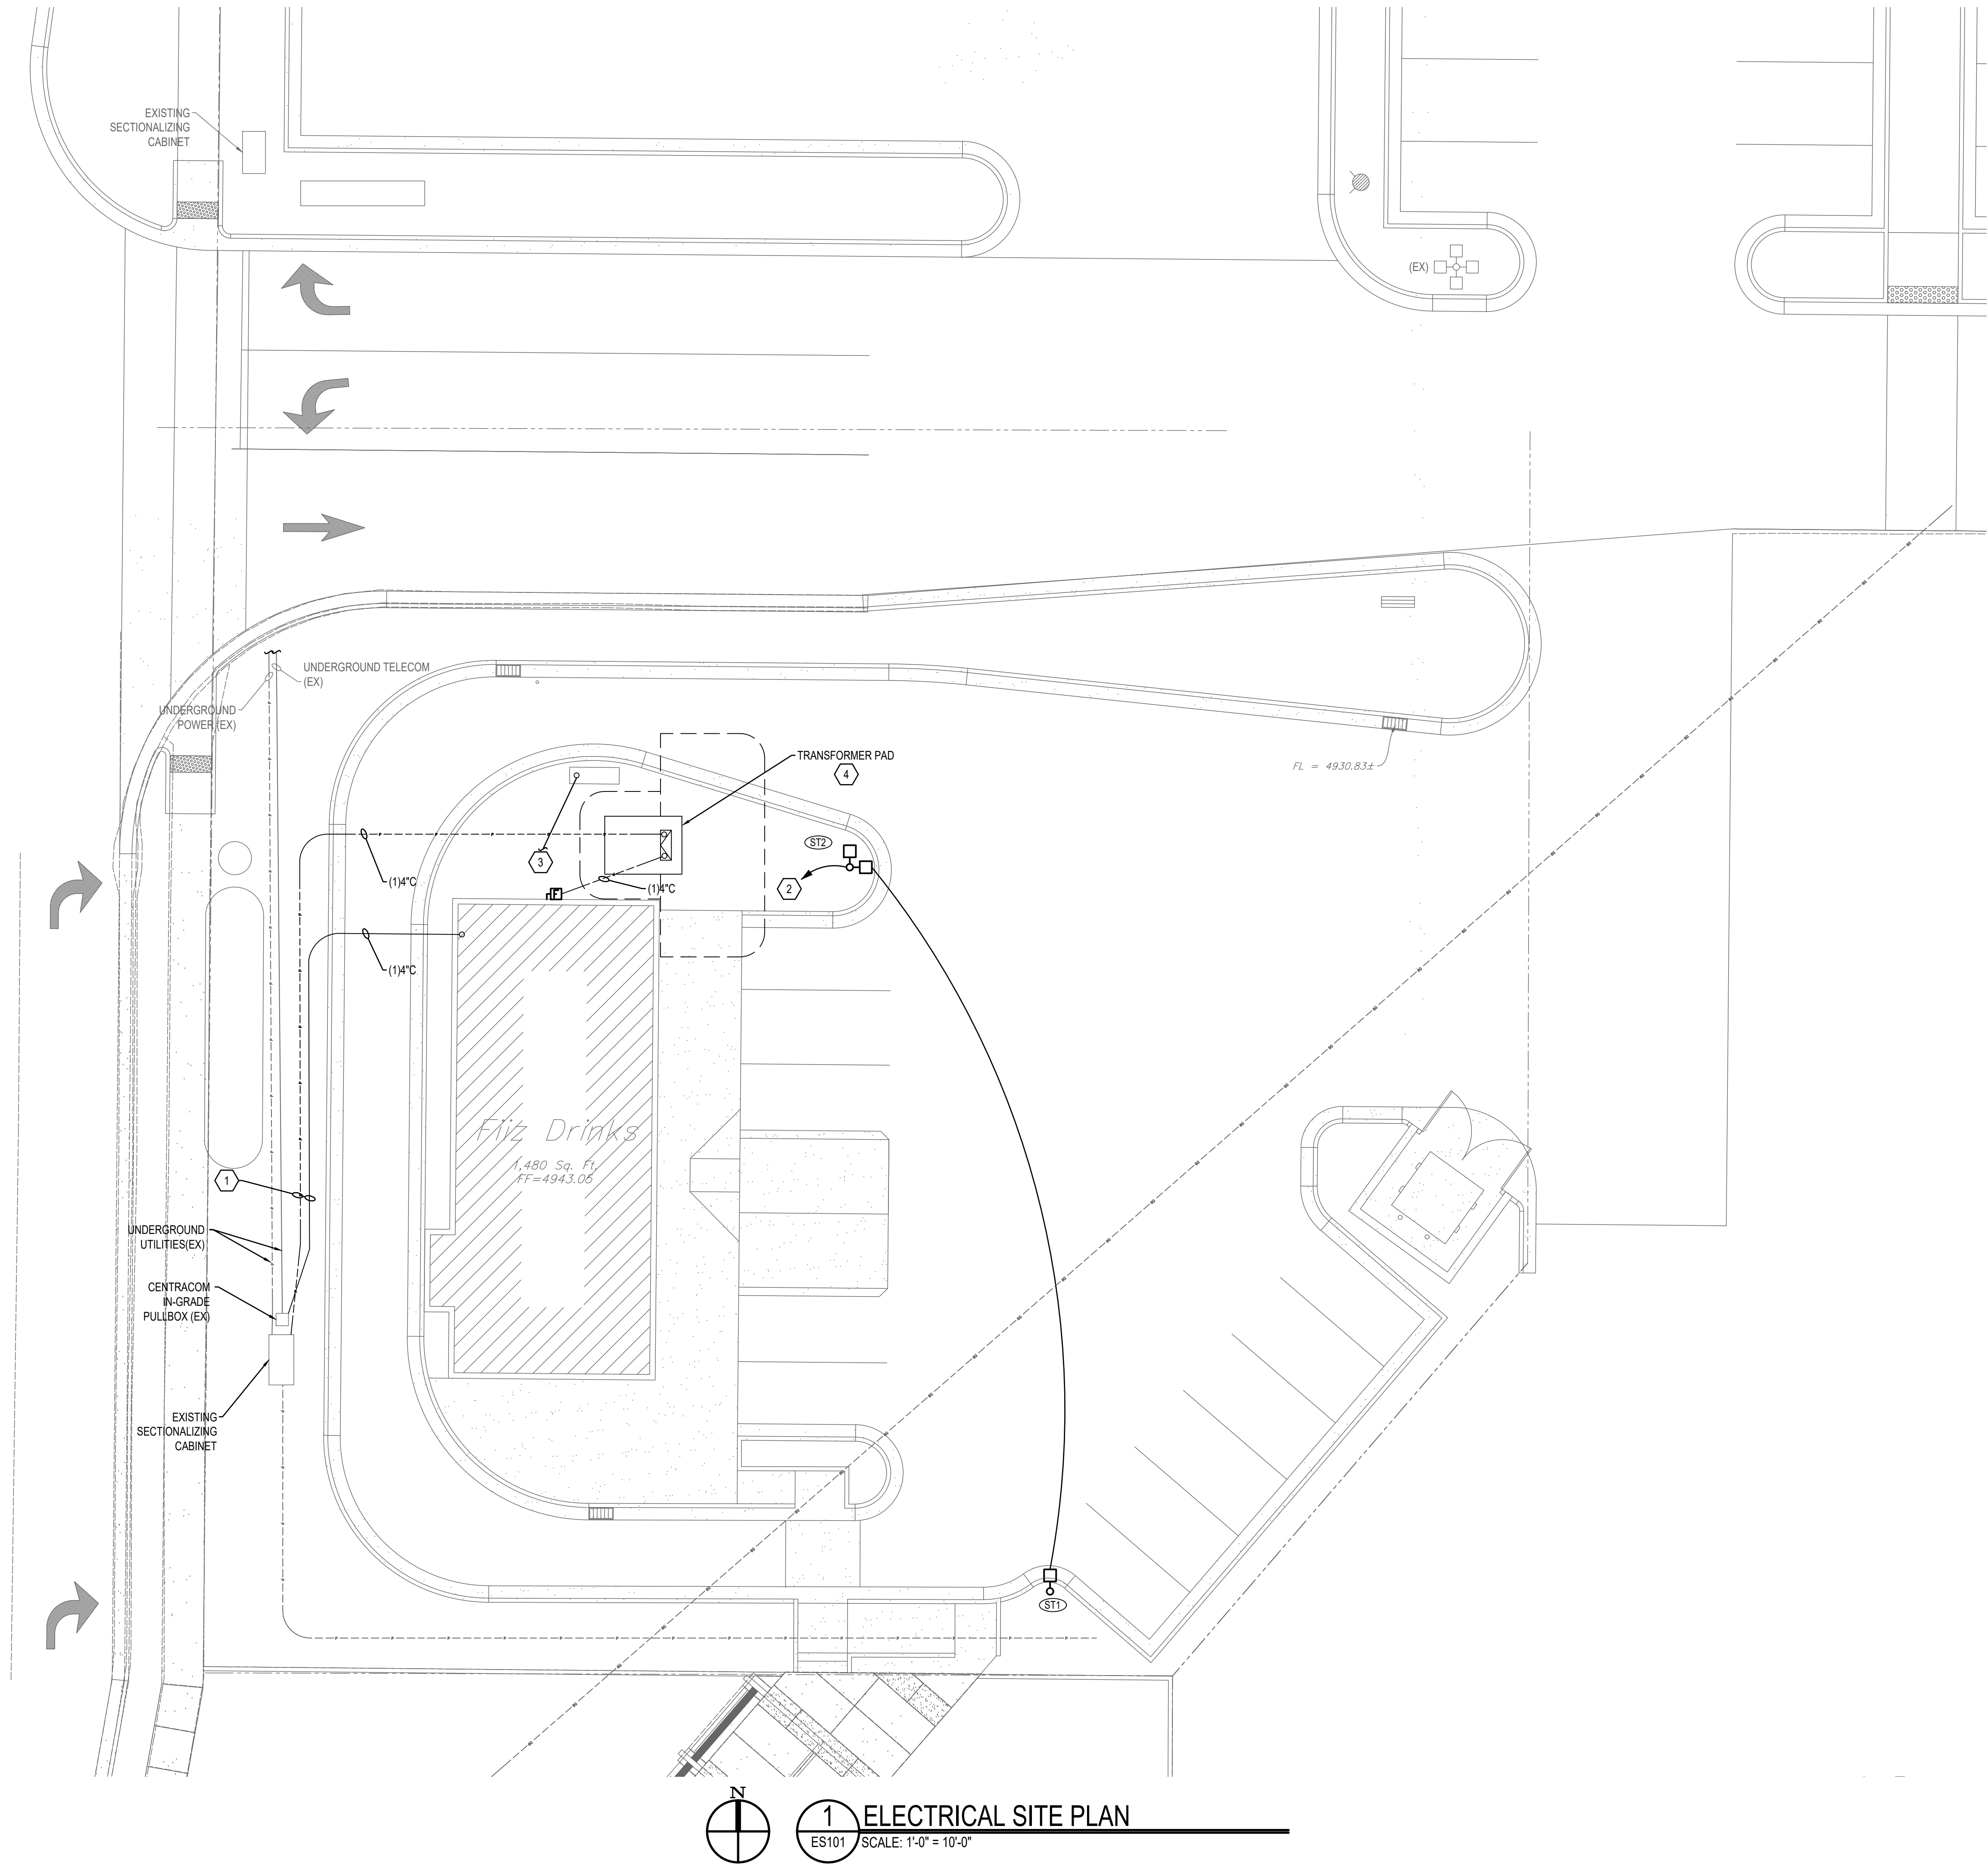 EXISTING
SECTIONALIZING
CABINET
(EX)
UNDERGROUND TELECOM
(EX)
UNDERGROUND
POWER (EX)
TRANSFORMER PAD
4
FL = 4930.83±
ST2
3
2
(1)4"C
(1)4"C
(1)4"C
Fiiz Drinks
1,480 Sq. Ft.
FF=4943.05
1
UNDERGROUND
UTILITIES(EX)
CENTRACOM
IN-GRADE
PULLBOX (EX)
EXISTING
SECTIONALIZING
CABINET
ST1
N
1
ES101
ELECTRICAL SITE PLAN
SCALE: 1'-0" = 10'-0"